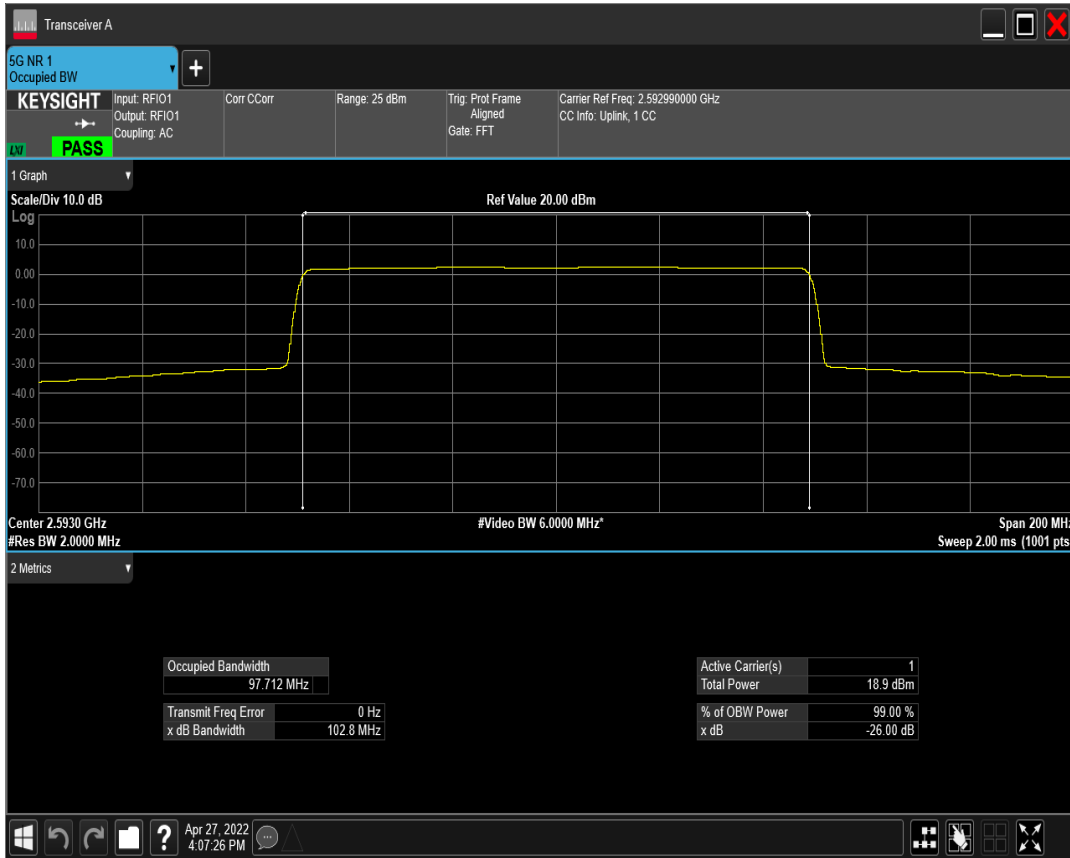 Transceiver A
5G NR 1
Occupied BW
+
KEYSIGHT
LXI
PASS
Input: RFIO1
Output: RFIO1
Coupling: AC
Corr CCorr
Range: 25 dBm
Trig: Prot Frame
Aligned
Gate: FFT
Carrier Ref Freq: 2.592990000 GHz
CC Info: Uplink, 1 CC
1 Graph
Scale/Div 10.0 dB
Ref Value 20.00 dBm
Log
10.0
0.00
-10.0
-20.0
-30.0
-40.0
-50.0
-60.0
-70.0
Center 2.5930 GHz
#Video BW 6.0000 MHz*
Span 200 MHz
#Res BW 2.0000 MHz
Sweep 2.00 ms (1001 pts
2 Metrics
Occupied Bandwidth
97.712 MHz
Transmit Freq Error 0 Hz
x dB Bandwidth 102.8 MHz
Active Carrier(s) 1
Total Power 18.9 dBm
% of OBW Power 99.00 %
x dB -26.00 dB
?
Apr 27, 2022
4:07:26 PM